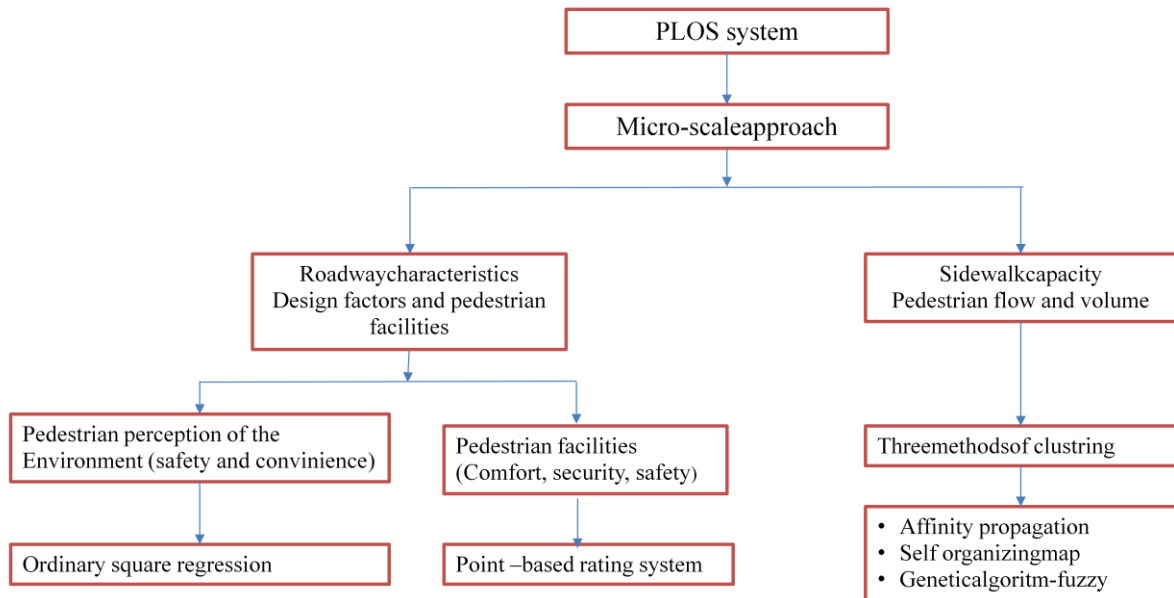 PLOS system
Micro-scaleapproach
Roadwaycharacteristics
Design factors and pedestrian
facilities
Sidewalkcapacity
Pedestrian flow and volume
Pedestrian perception of the
Environment (safety and convinience)
Pedestrian facilities
(Comfort, security, safety)
Threemethodsof clustring
Ordinary square regression
Point –based rating system
• Affinity propagation
• Self organizingmap
• Geneticalgoritm-fuzzy